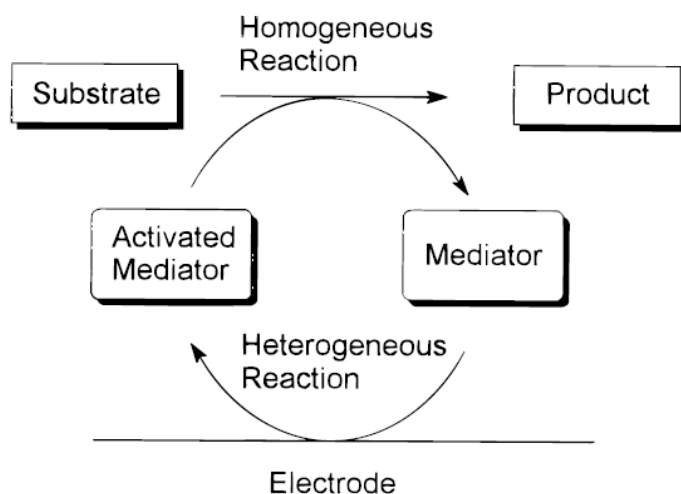 Homogeneous
Reaction
Substrate
Product
Activated
Mediator
Mediator
Heterogeneous
Reaction
Electrode